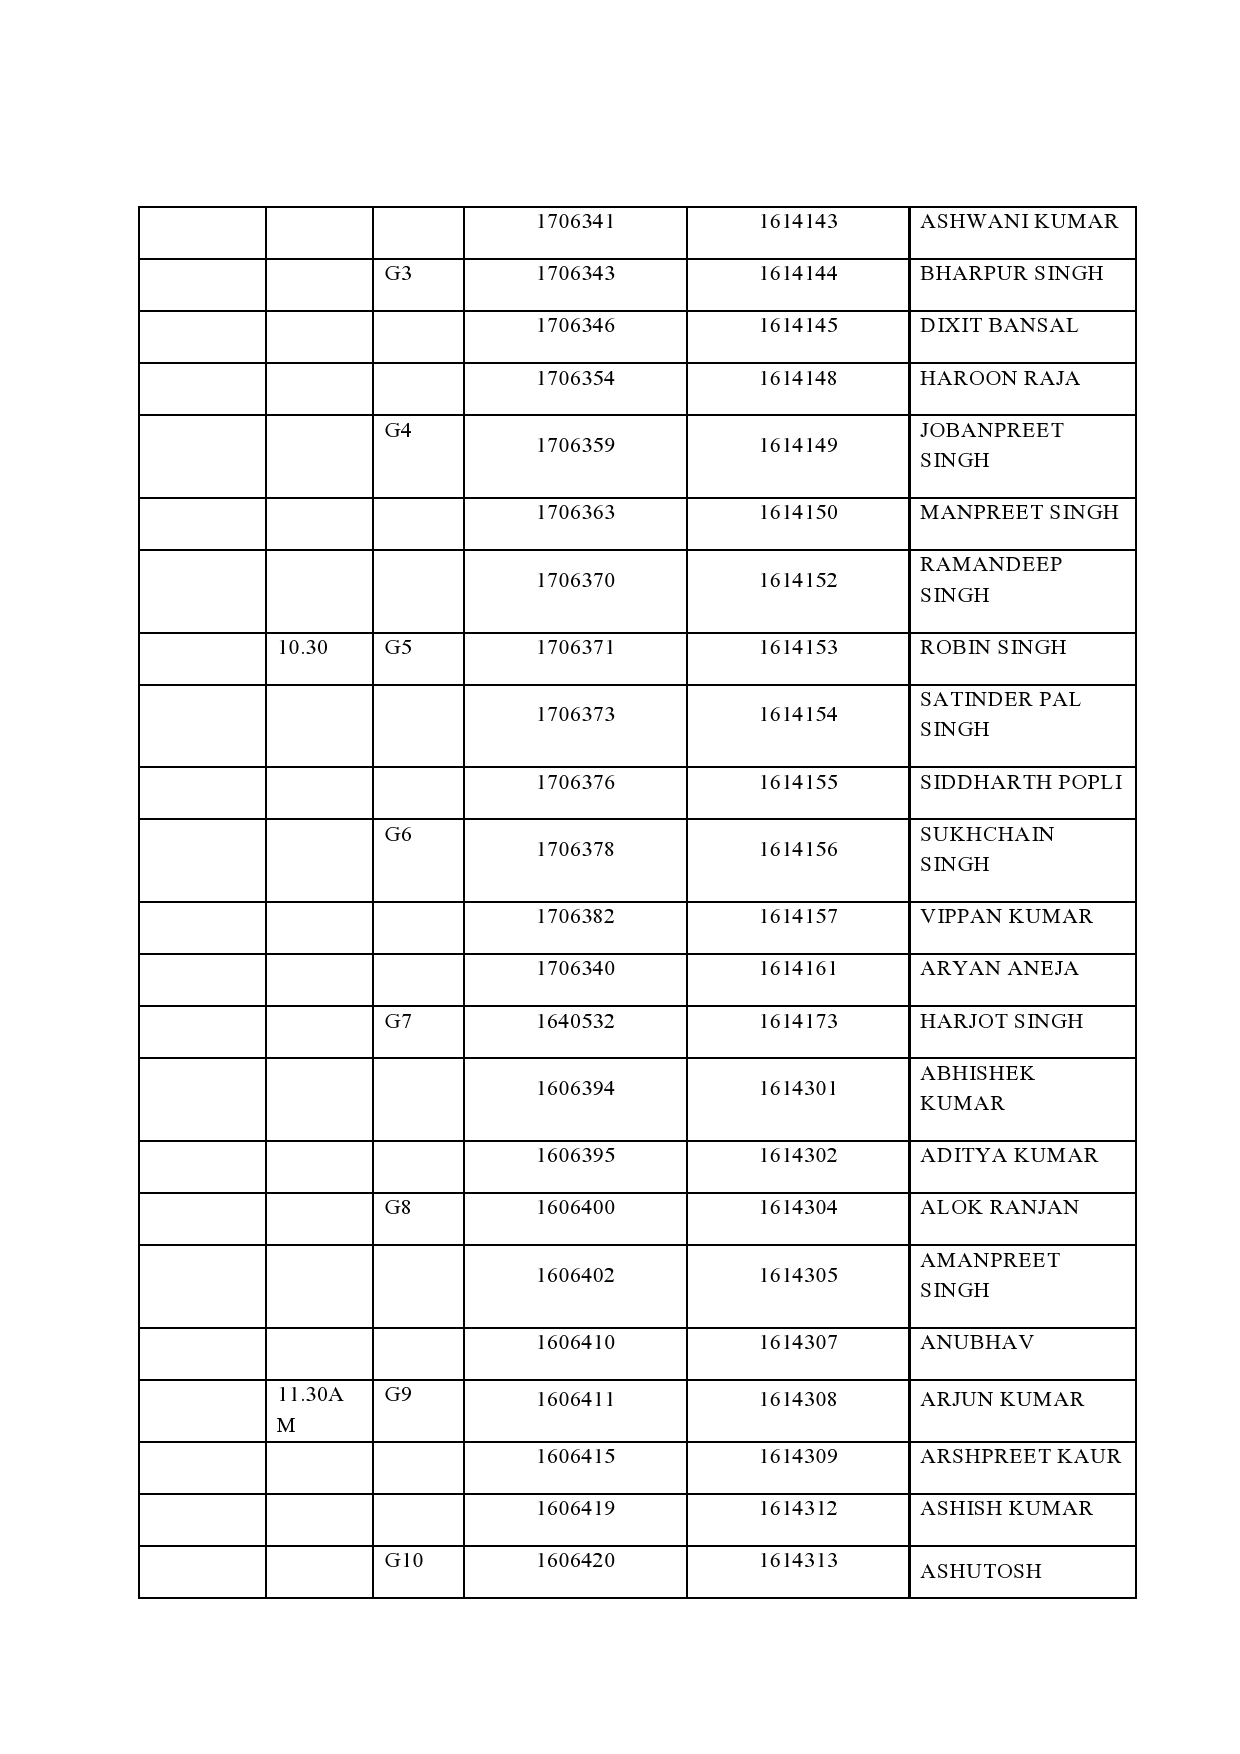 1706341 1614143 ASHWANI KUMAR
G3 1706343 1614144 BHARPUR SINGH
1706346 1614145 DIXIT BANSAL
1706354 1614148 HAROON RAJA
G4 1706359 1614149 JOBANPREET
SINGH
1706363 1614150 MANPREET SINGH
1706370 1614152 RAMANDEEP
SINGH
10.30 G5 1706371 1614153 ROBIN SINGH
1706373 1614154 SATINDER PAL
SINGH
1706376 1614155 SIDDHARTH POPLI
G6 1706378 1614156 SUKHCHAIN
SINGH
1706382 1614157 VIPPAN KUMAR
1706340 1614161 ARYAN ANEJA
G7 1640532 1614173 HARJOT SINGH
1606394 1614301 ABHISHEK
KUMAR
1606395 1614302 ADITYA KUMAR
G8 1606400 1614304 ALOK RANJAN
1606402 1614305 AMANPREET
SINGH
1606410 1614307 ANUBHAV
11.30A G9 1606411 1614308 ARJUN KUMAR
M
1606415 1614309 ARSHPREET KAUR
1606419 1614312 ASHISH KUMAR
G10 1606420 1614313 ASHUTOSH